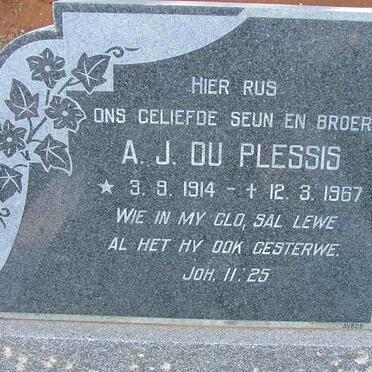 HIER RUS
ONS GELIEFDE SEUN EN BROER
A. J. DU PLESSIS
★ 3. 9. 1914 - ✝ 12. 3. 1967
WIE IN MY GLO, SAL LEWE
AL HET HY OOK GESTERWE.
JOH. 11:25